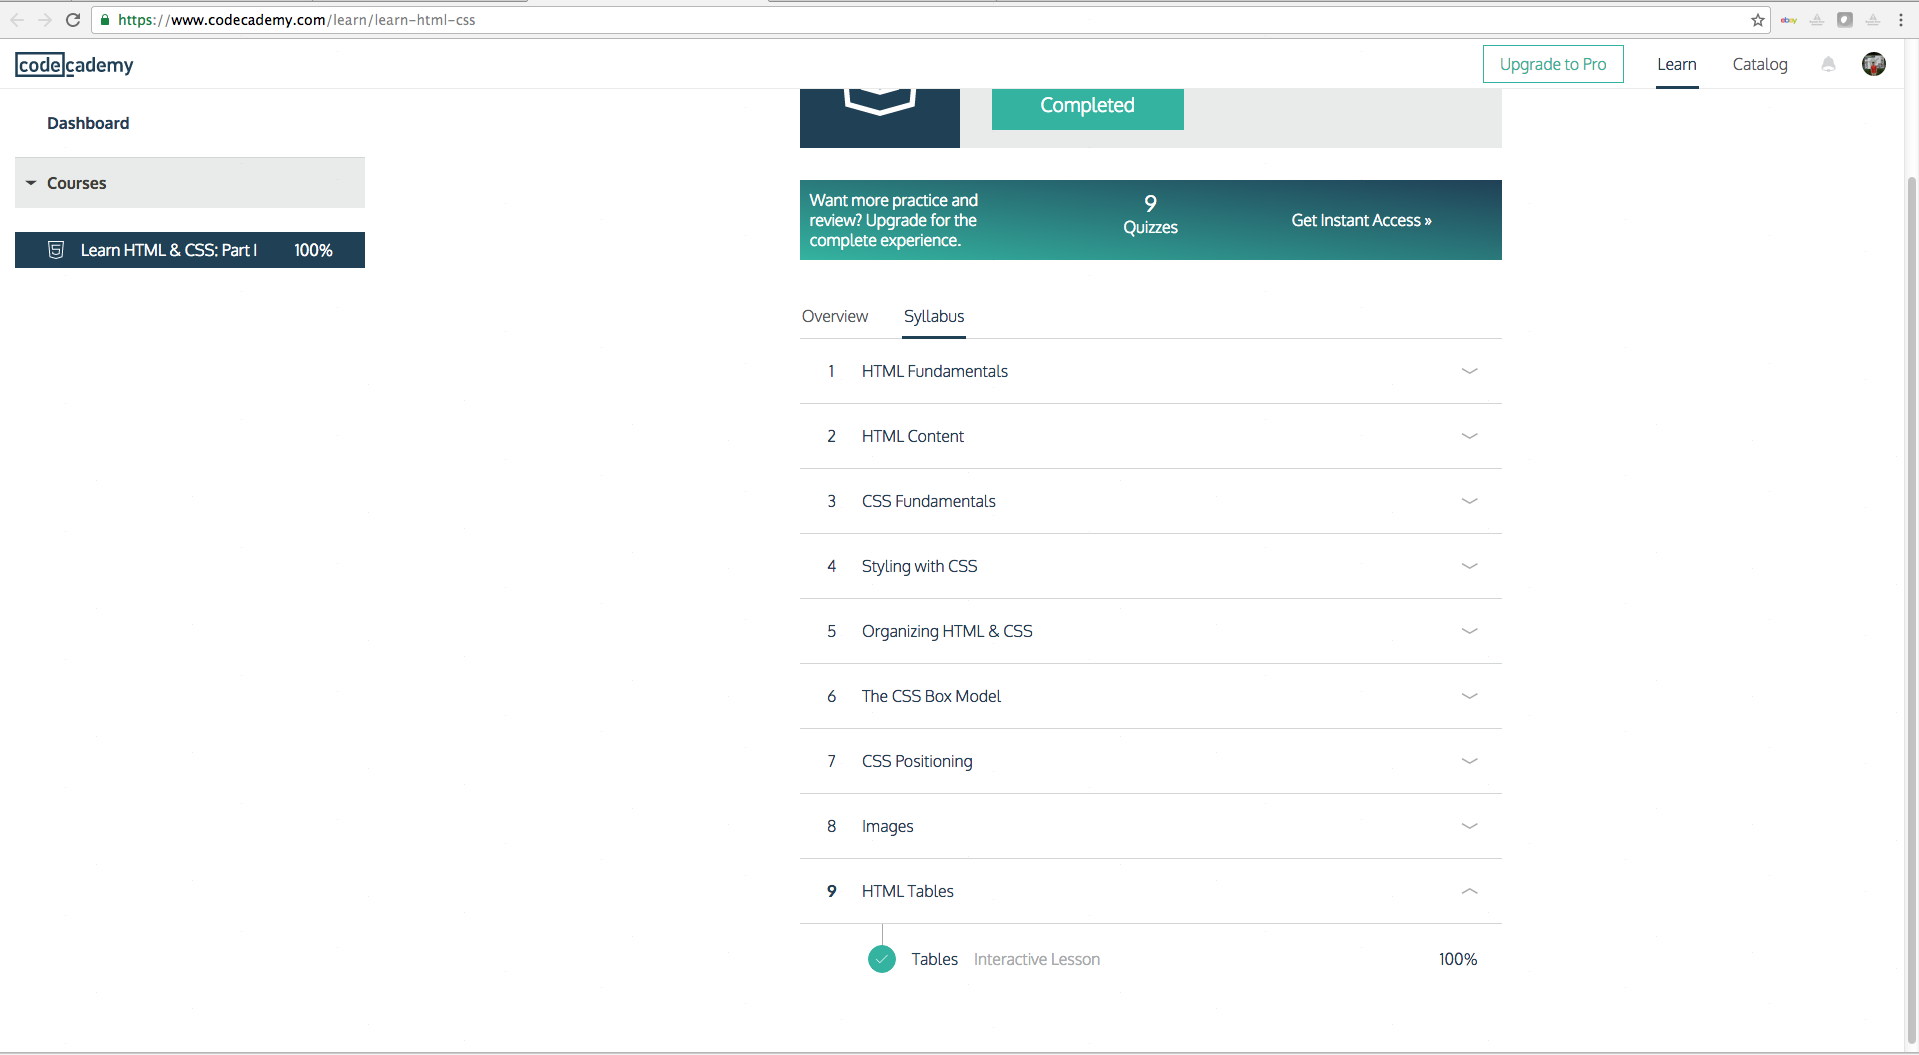 https://www.codecademy.com/learn/learn-html-css
ebay
codecademy
Upgrade to Pro
Learn
Catalog
Dashboard
Courses
Learn HTML & CSS: Part I
100%
Completed
Want more practice and
review? Upgrade for the
complete experience.
9
Quizzes
Get Instant Access »
Overview
Syllabus
1 HTML Fundamentals
2 HTML Content
3 CSS Fundamentals
4 Styling with CSS
5 Organizing HTML & CSS
6 The CSS Box Model
7 CSS Positioning
8 Images
9 HTML Tables
Tables Interactive Lesson 100%